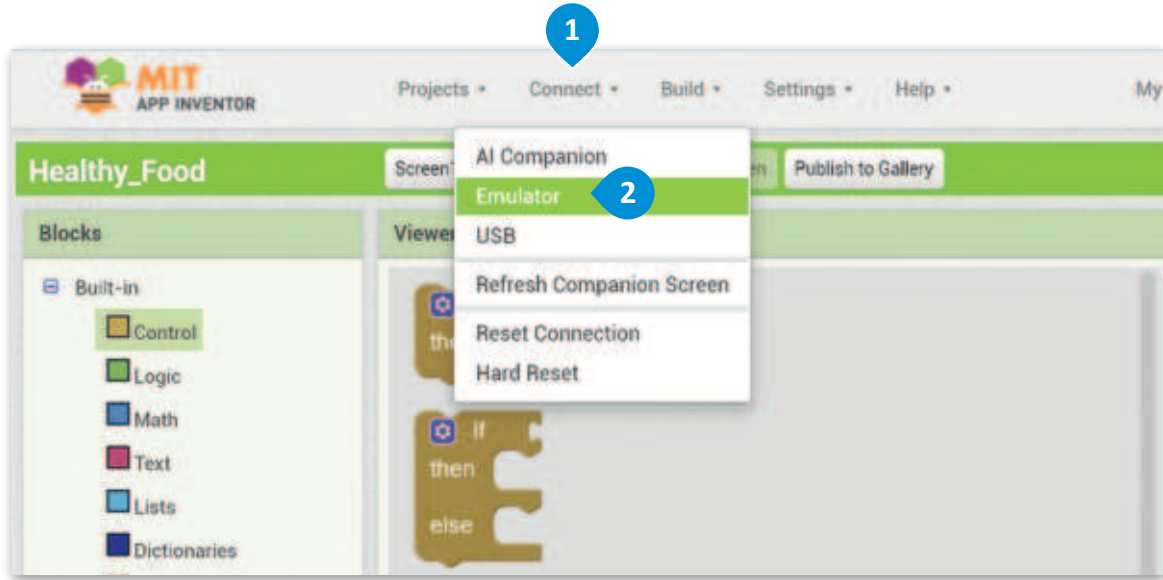 1
MIT
APP INVENTOR
Projects Connect Build Settings Help My
Healthy_Food
Publish to Gallery
AI Companion
Emulator
2
USB
Refresh Companion Screen
Reset Connection
Hard Reset
Blocks
Built-in
Control
Logic
Math
Text
Lists
Dictionaries
if
then
else